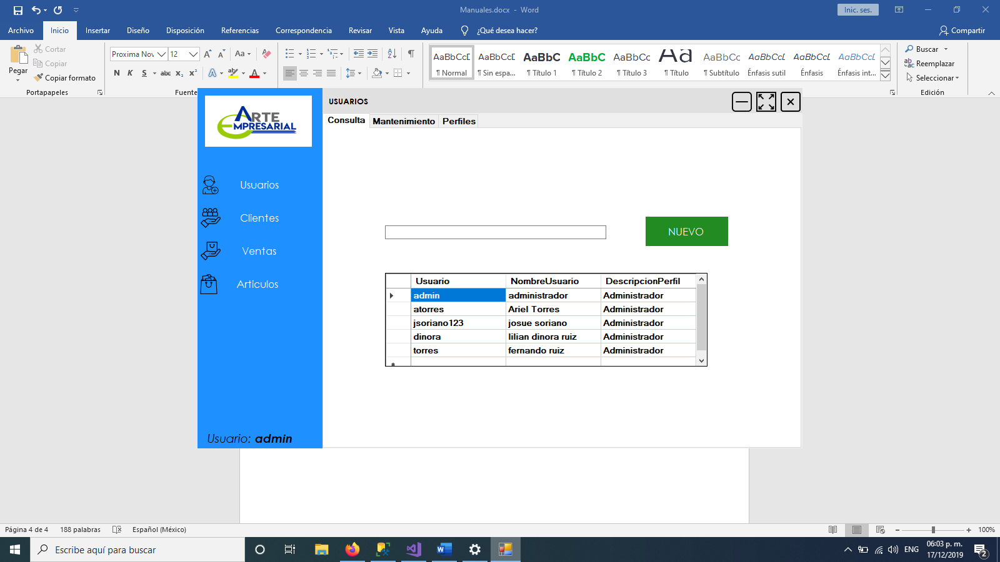 Manuales.docx - Word
Inic. ses.
Archivo Inicio Insertar Diseño Disposición Referencias Correspondencia Revisar Vista Ayuda ¿Qué desea hacer? Compartir
Pegar
Cortar
Copiar
Copiar formato
Portapapeles
Proxima Nov 12
N K S abc x₂ x²
Fuente
AaBbCcD AaBbCcD AaBbC AaBbC AaBbCc Aa AaBbCc AaBbCcL AaBbCcL AaBbCcL
¶ Normal ¶ Sin espa... ¶ Título 1 ¶ Título 2 ¶ Título 3 ¶ Título ¶ Subtítulo Énfasis sutil Énfasis Énfasis int...
Buscar
Reemplazar
Seleccionar
Edición
ARTE
EMPRESARIAL
USUARIOS
Consulta Mantenimiento Perfiles
Usuarios
Clientes
Ventas
Articulos
NUEVO
Usuario NombreUsuario DescripcionPerfil
admin administrador Administrador
atorres Ariel Torres Administrador
jsoriano123 josue soriano Administrador
dinora lilian dinora ruiz Administrador
torres fernando ruiz Administrador
Usuario: admin
Página 4 de 4 188 palabras Español (México) 100%
Escribe aquí para buscar
ENG
06:03 p. m.
17/12/2019
2